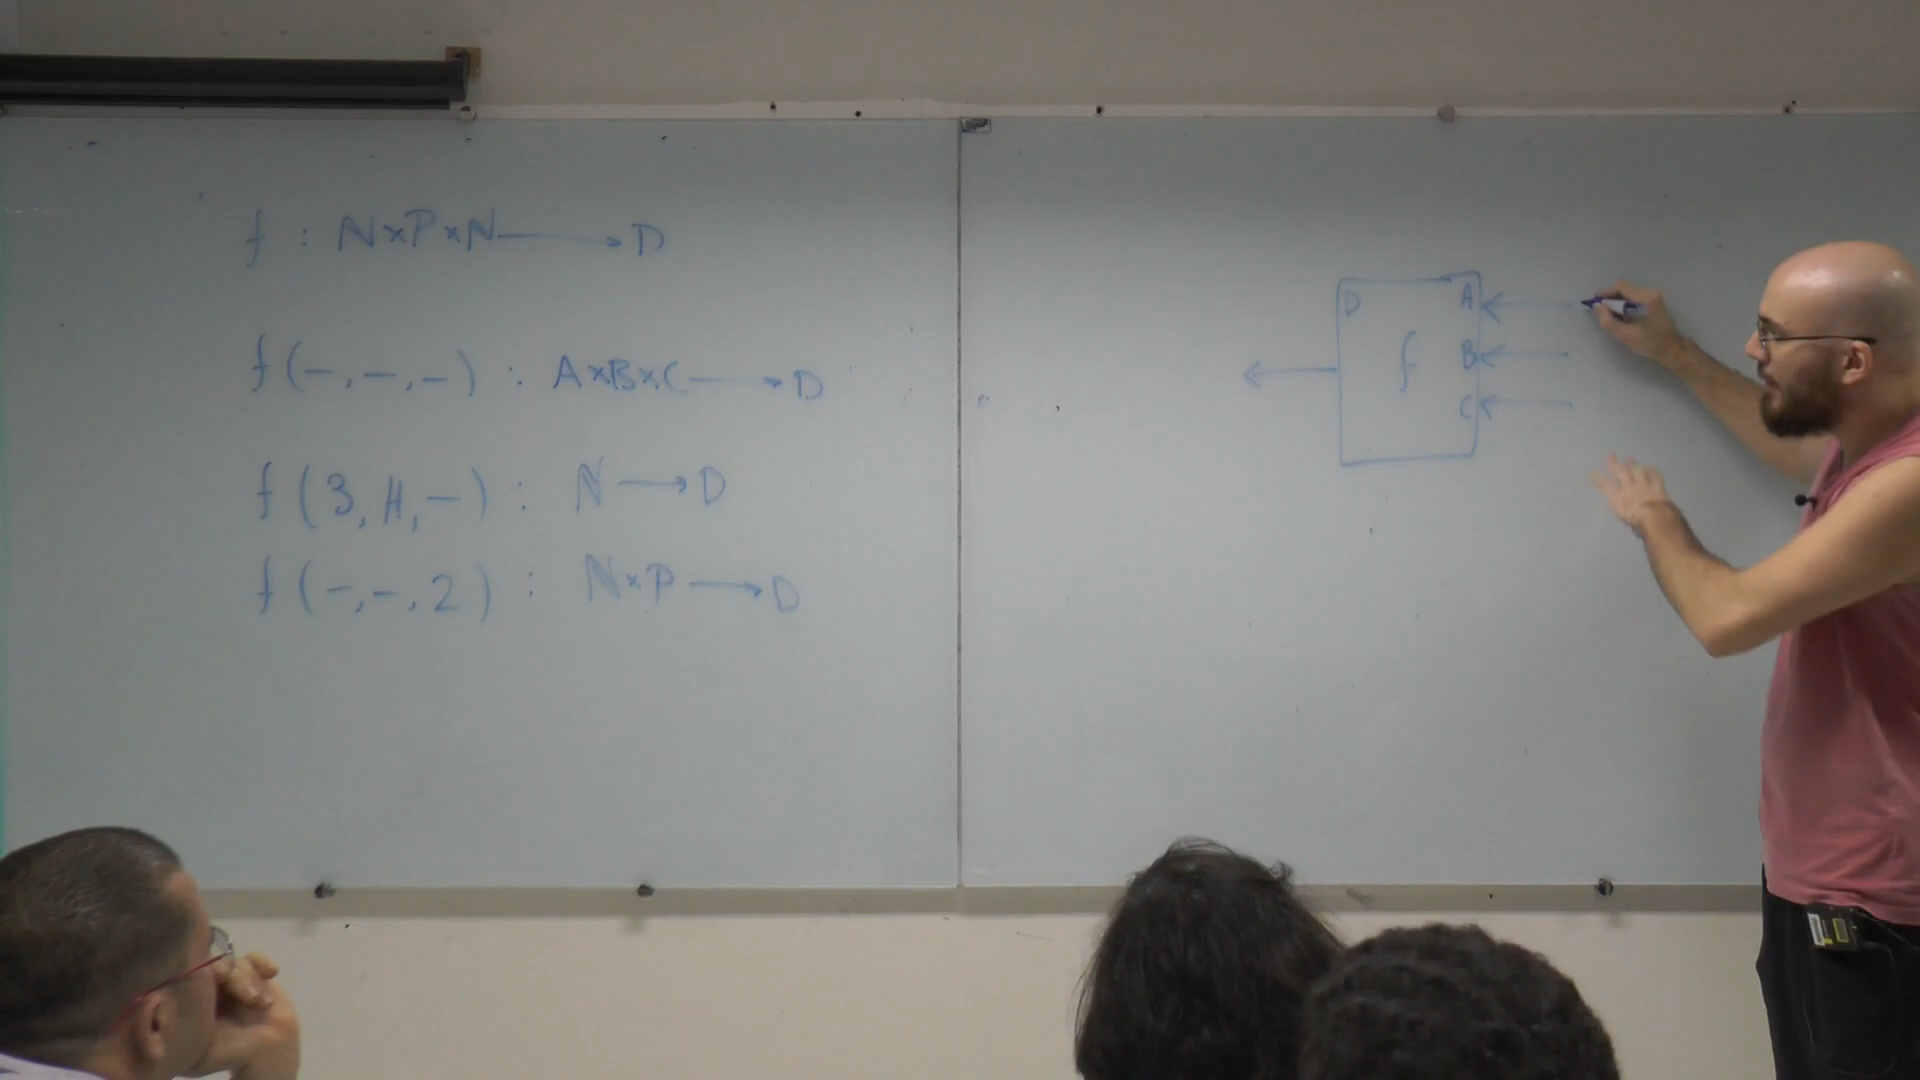 f : ℕ×P×ℕ ⟶ D
f(–,–,–) : A×B×C ⟶ D
f(3,H,–) : ℕ ⟶ D
f(–,–,2) : ℕ×P ⟶ D
D A
f B
C